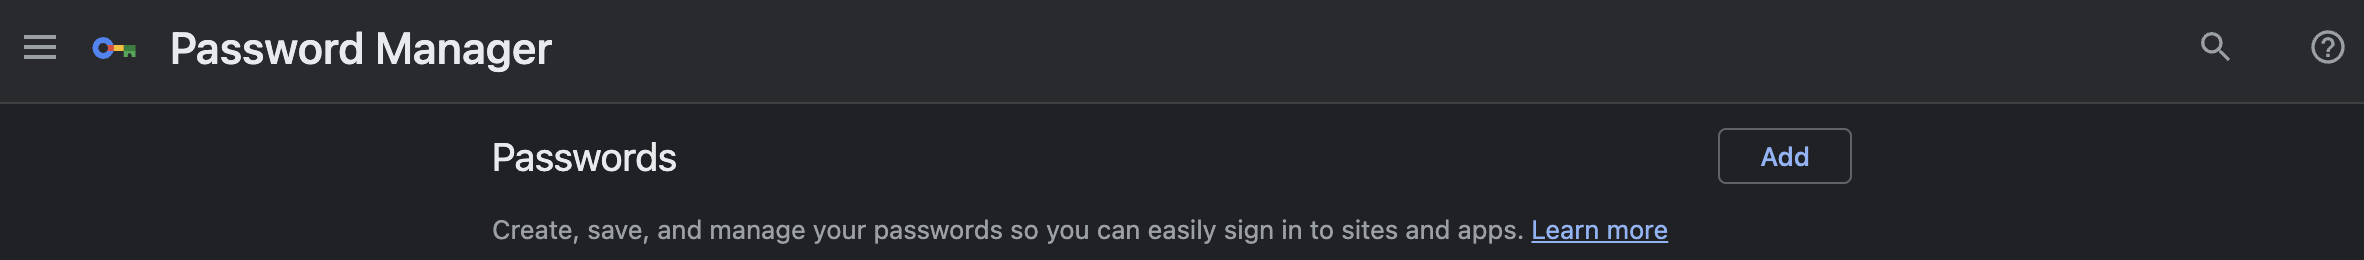 Password Manager
Passwords
Add
Create, save, and manage your passwords so you can easily sign in to sites and apps. Learn more